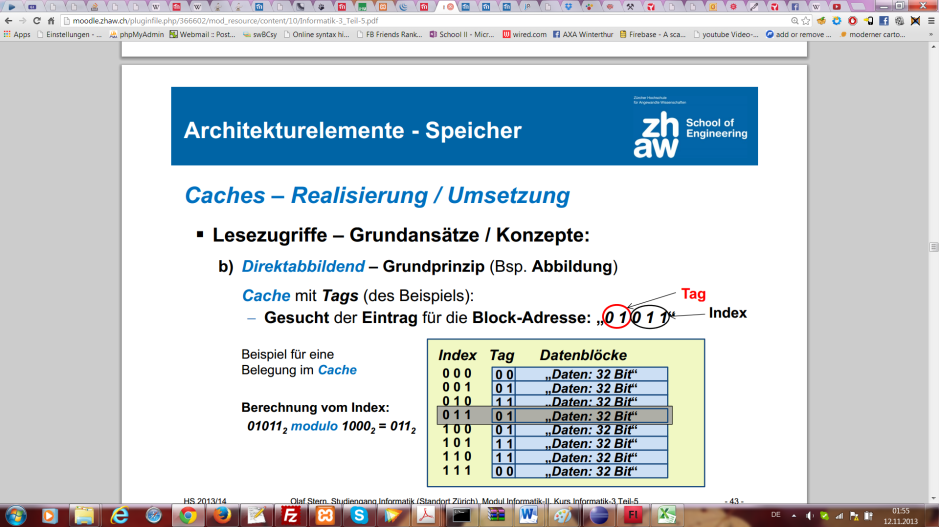 moodle.zhaw.ch/pluginfile.php/366602/mod_resource/content/10/Informatik-3_Teil-5.pdf
Apps Einstellungen - ... phpMyAdmin Webmail :: Post... swBCsy Online syntax hi... FB Friends Rank... School II - Micr... wired.com AXA Winterthur Firebase - A sca... youtube Video-... add or remove ... moderner carto... »
Zürcher Hochschule
für Angewandte Wissenschaften
Architekturelemente - Speicher
zhaw School of
Engineering
Caches – Realisierung / Umsetzung
▪ Lesezugriffe – Grundansätze / Konzepte:
b) Direktabbildend – Grundprinzip (Bsp. Abbildung)
Cache mit Tags (des Beispiels):
Tag
– Gesucht der Eintrag für die Block-Adresse: „0 1 0 1 1“
Index
Beispiel für eine
Belegung im Cache
Berechnung vom Index:
01011₂ modulo 1000₂ = 011₂
Index Tag Datenblöcke
0 0 0 0 0 „Daten: 32 Bit“
0 0 1 0 1 „Daten: 32 Bit“
0 1 0 1 1 „Daten: 32 Bit“
0 1 1 0 1 „Daten: 32 Bit“
1 0 0 0 1 „Daten: 32 Bit“
1 0 1 1 1 „Daten: 32 Bit“
1 1 0 1 1 „Daten: 32 Bit“
1 1 1 0 0 „Daten: 32 Bit“
HS 2013/14 Olaf Stern, Studiengang Informatik (Standort Zürich), Modul Informatik-II, Kurs Informatik-3 Teil-5 - 43 -
DE 01:55
12.11.2013